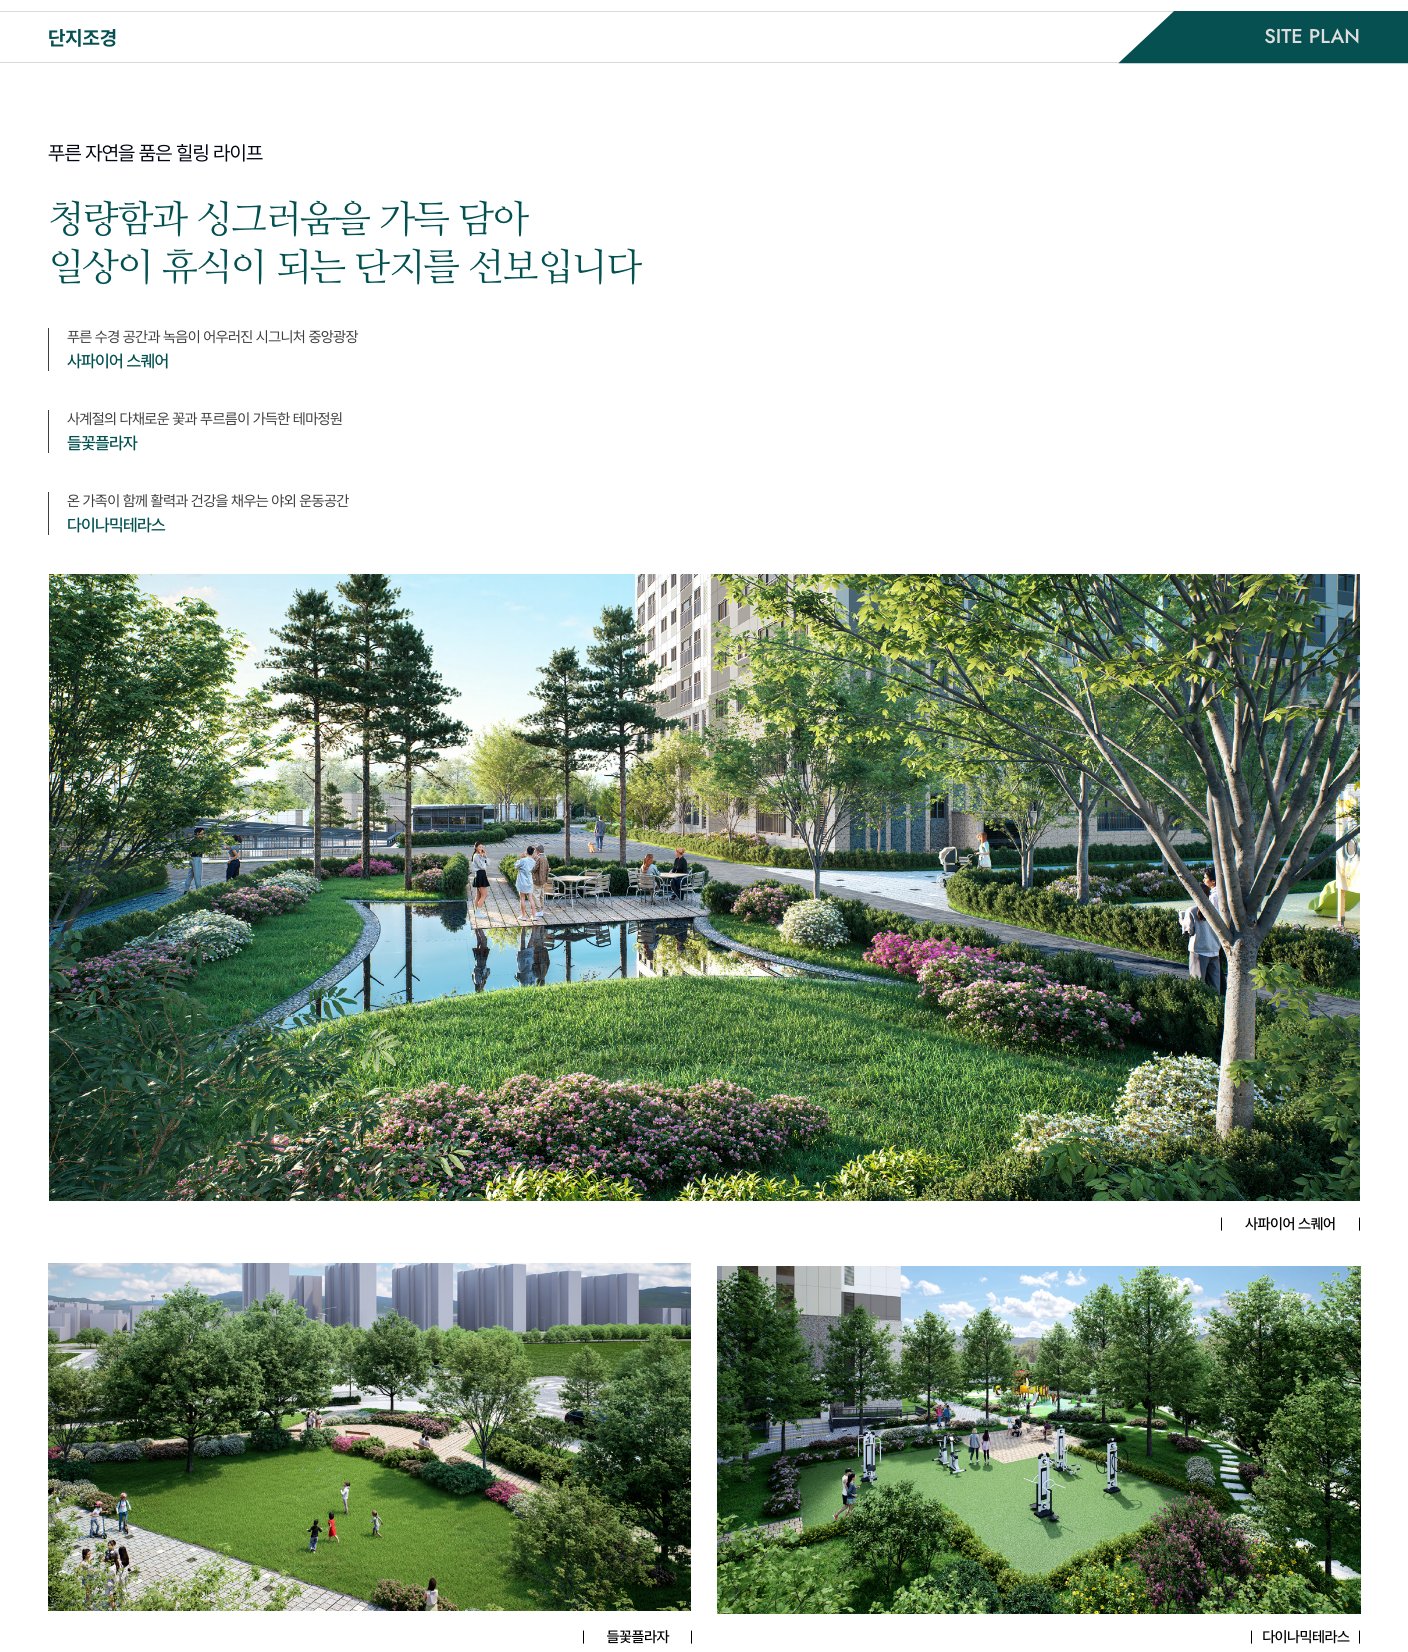 단지조경
SITE PLAN
푸른 자연을 품은 힐링 라이프
청량함과 싱그러움을 가득 담아
일상이 휴식이 되는 단지를 선보입니다
푸른 수경 공간과 녹음이 어우러진 시그니처 중앙광장
사파이어 스퀘어
사계절의 다채로운 꽃과 푸르름이 가득한 테마정원
들꽃플라자
온 가족이 함께 활력과 건강을 채우는 야외 운동공간
다이나믹테라스
사파이어 스퀘어
들꽃플라자
다이나믹테라스